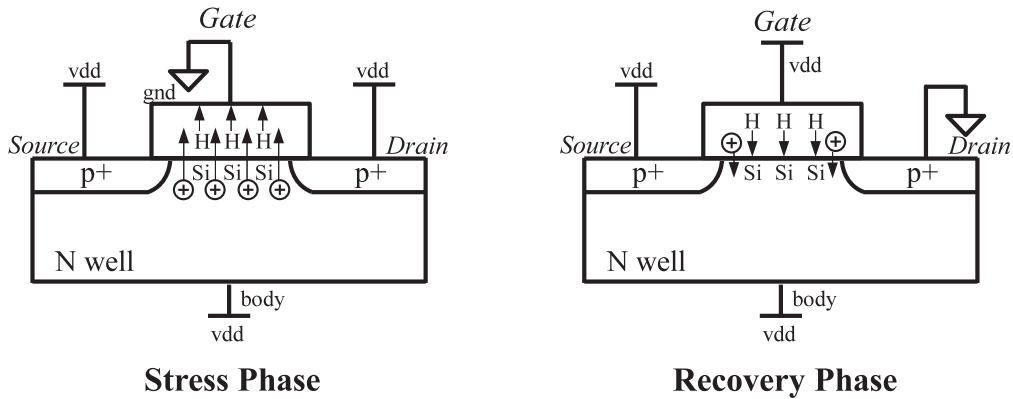 Gate
vdd
vdd
gnd
H H H
Source
Drain
p+
Si Si Si
p+
+ + + +
N well
body
vdd
Stress Phase
Gate
vdd
vdd
H H H
+ +
Source
Drain
p+
Si Si Si
p+
N well
body
vdd
Recovery Phase